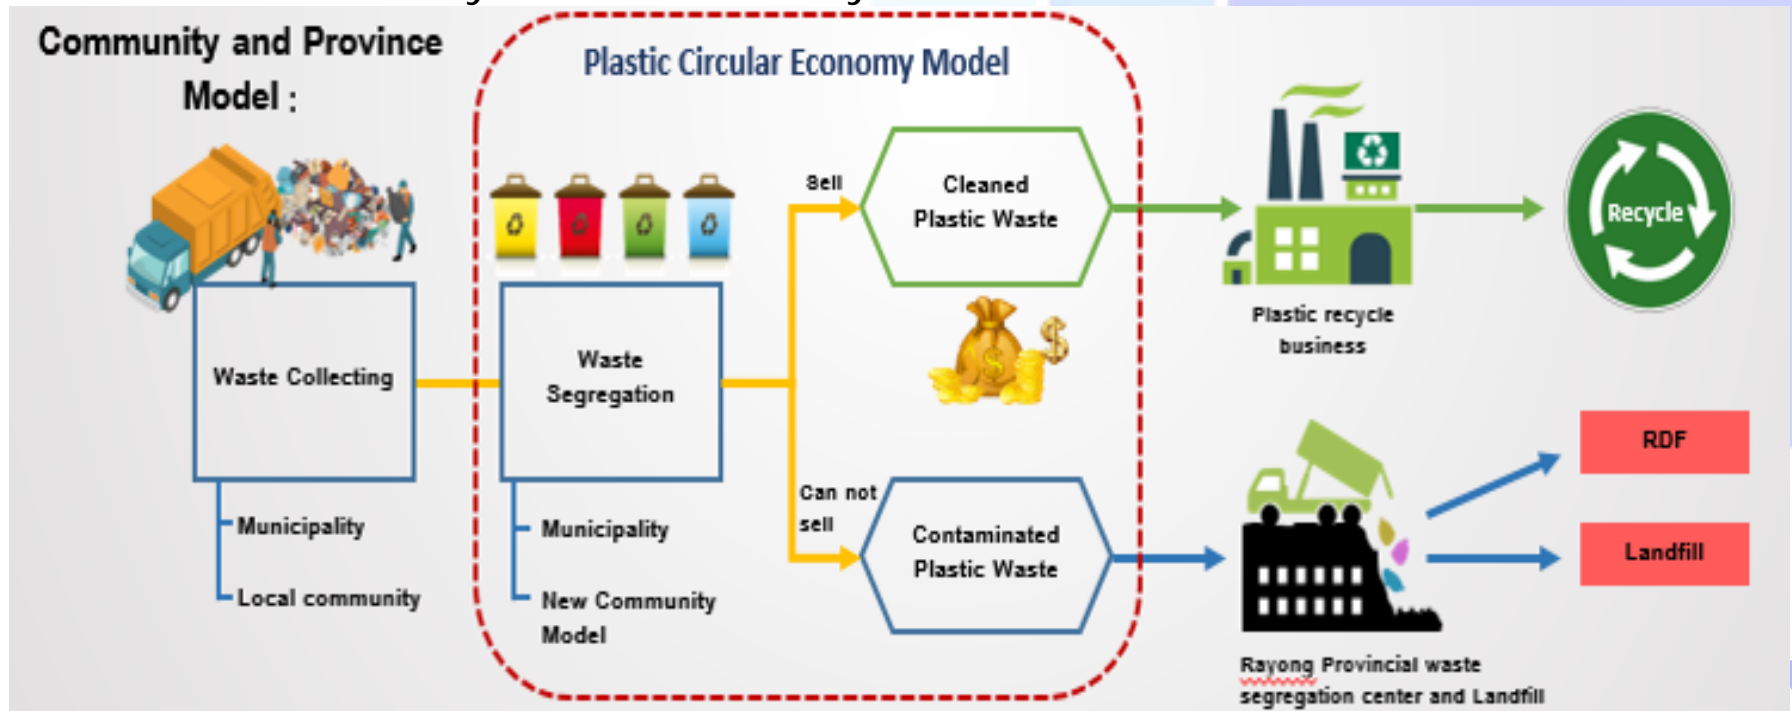 Community and Province
Model :
Plastic Circular Economy Model
Waste Collecting
Municipality
Local community
Waste
Segregation
Municipality
New Community
Model
Sell
Cleaned
Plastic Waste
Can not
sell
Contaminated
Plastic Waste
Plastic recycle
business
Recycle
Rayong Provincial waste
segregation center and Landfill
RDF
Landfill